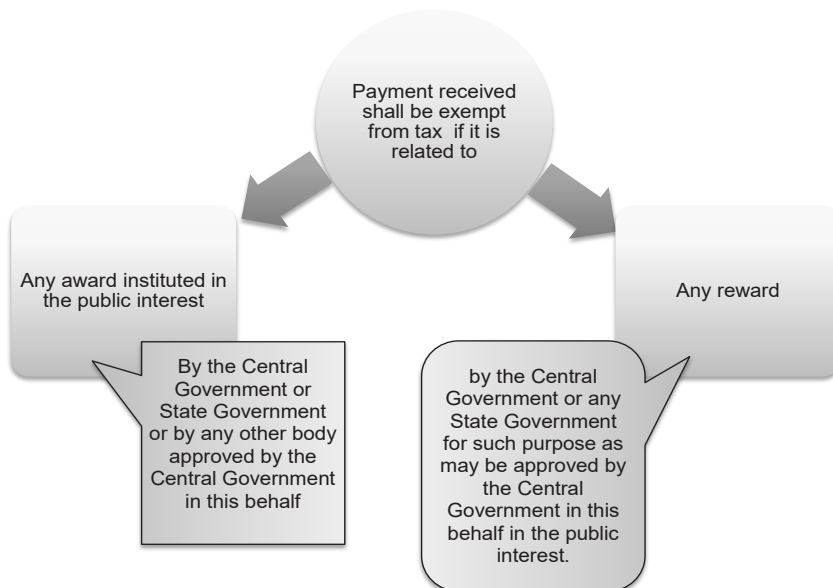 Payment received
shall be exempt
from tax if it is
related to
Any award instituted in
the public interest
Any reward
By the Central
Government or
State Government
or by any other body
approved by the
Central Government
in this behalf
by the Central
Government or any
State Government
for such purpose as
may be approved by
the Central
Government in this
behalf in the public
interest.